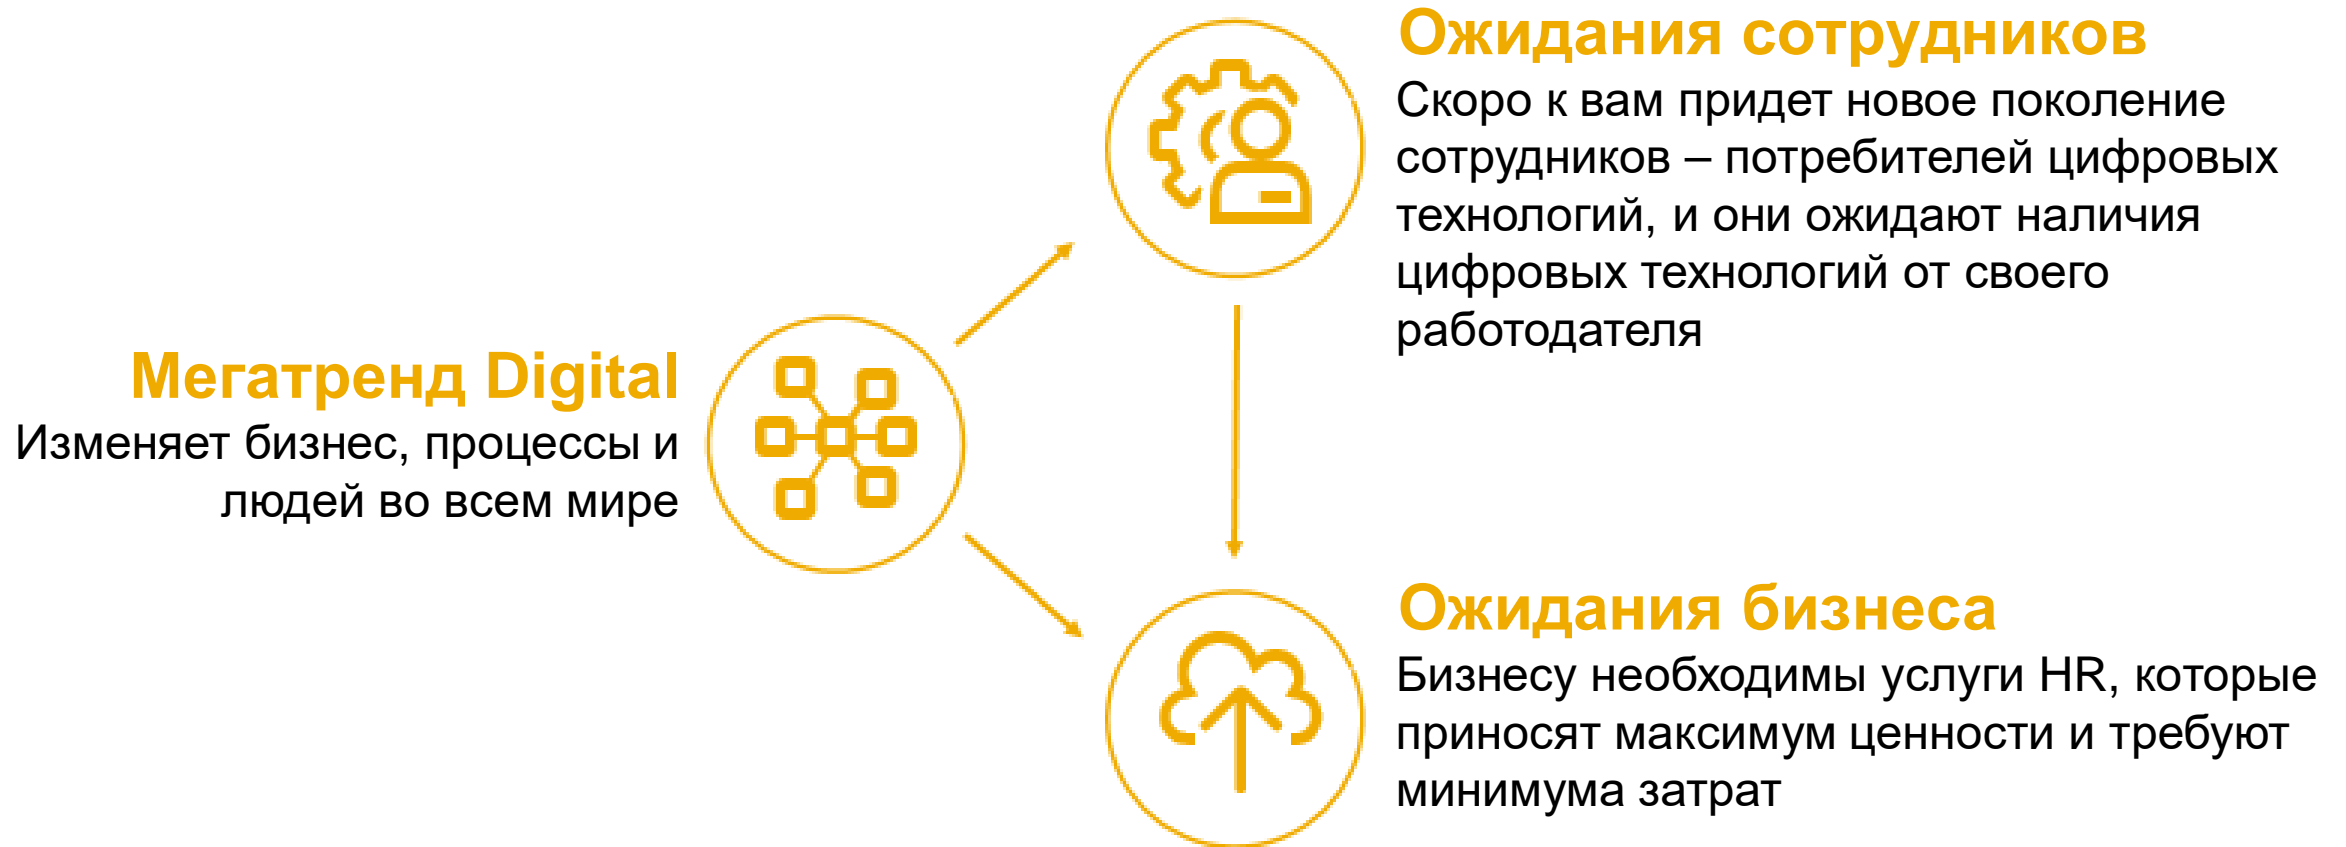 Ожидания сотрудников
Скоро к вам придет новое поколение
сотрудников – потребителей цифровых
технологий, и они ожидают наличия
цифровых технологий от своего
работодателя
Мегатренд Digital
Изменяет бизнес, процессы и
людей во всем мире
Ожидания бизнеса
Бизнесу необходимы услуги HR, которые
приносят максимум ценности и требуют
минимума затрат